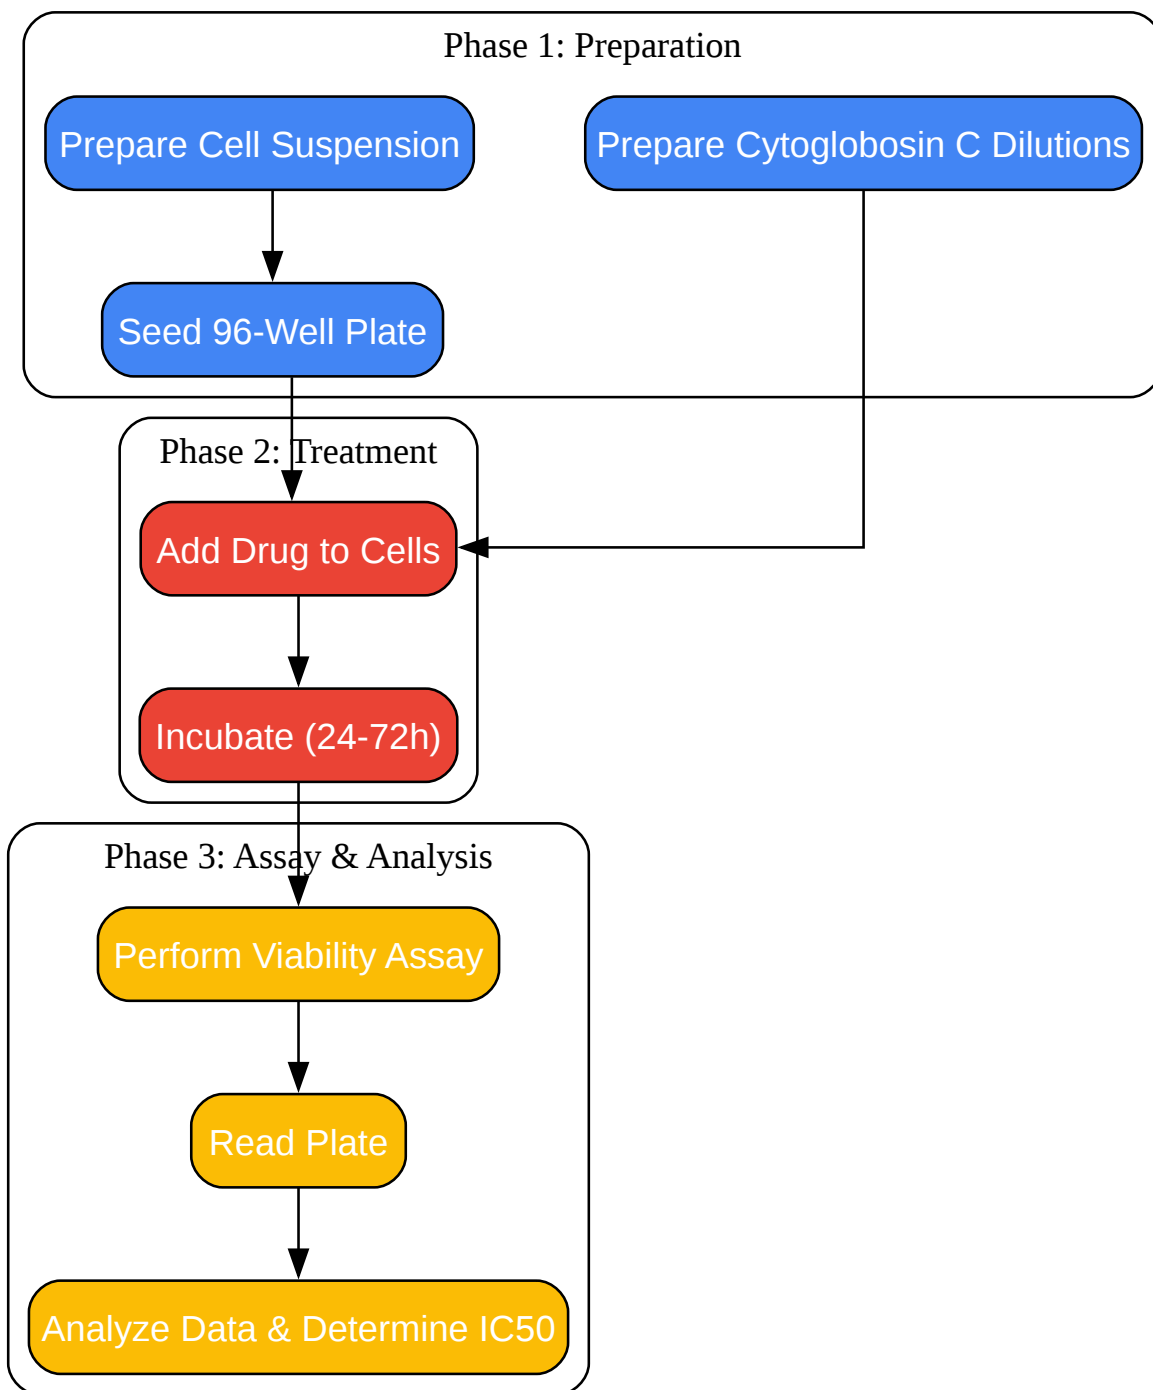 Phase 1: Preparation
Prepare Cell Suspension
Prepare Cytoglobosin C Dilutions
Seed 96-Well Plate
Phase 2: Treatment
Add Drug to Cells
Incubate (24-72h)
Phase 3: Assay & Analysis
Perform Viability Assay
Read Plate
Analyze Data & Determine IC50